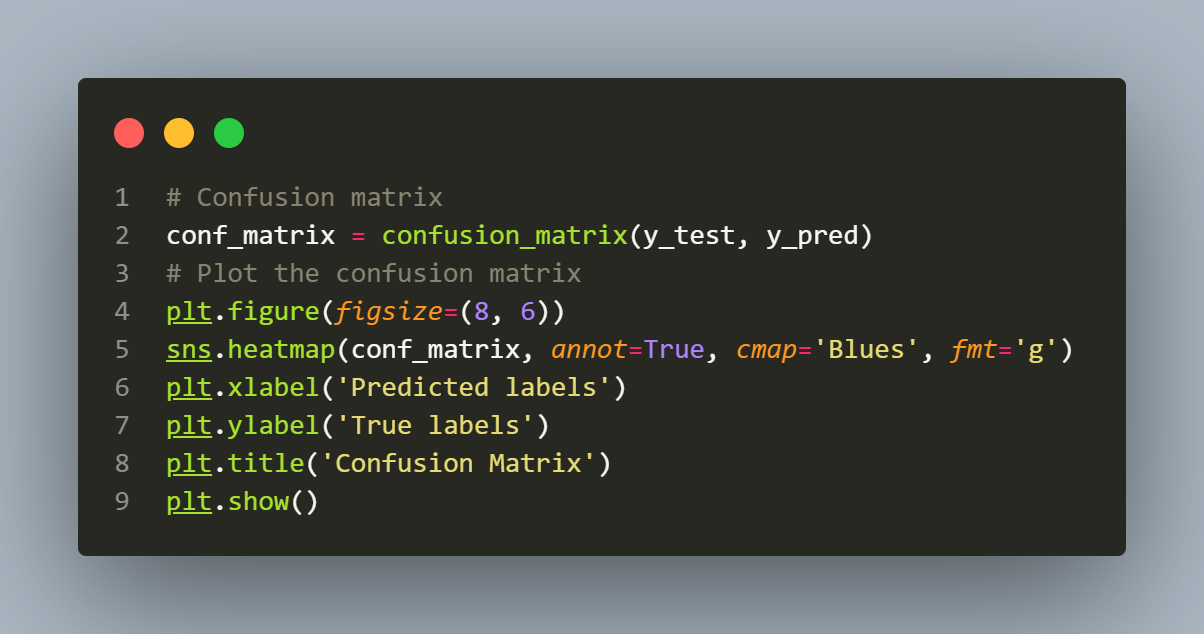 1 # Confusion matrix
2 conf_matrix = confusion_matrix(y_test, y_pred)
3 # Plot the confusion matrix
4 plt.figure(figsize=(8, 6))
5 sns.heatmap(conf_matrix, annot=True, cmap='Blues', fmt='g')
6 plt.xlabel('Predicted labels')
7 plt.ylabel('True labels')
8 plt.title('Confusion Matrix')
9 plt.show()